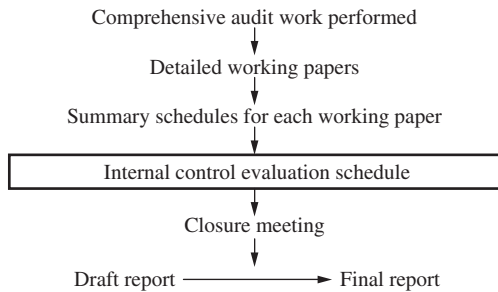 Comprehensive audit work performed
Detailed working papers
Summary schedules for each working paper
Internal control evaluation schedule
Closure meeting
Draft report Final report